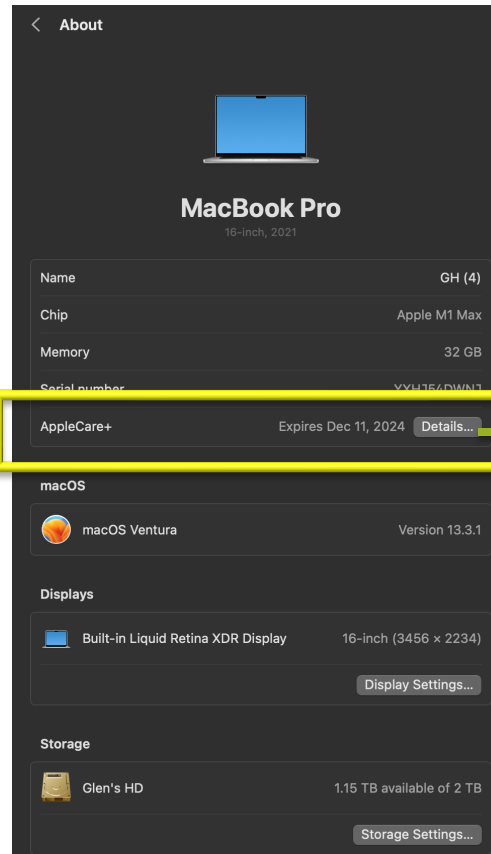 About
MacBook Pro
16-inch, 2021
Name GH (4)
Chip Apple M1 Max
Memory 32 GB
Serial number
AppleCare+ Expires Dec 11, 2024 Details...
macOS
macOS Ventura Version 13.3.1
Displays
Built-in Liquid Retina XDR Display 16-inch (3456 × 2234)
Display Settings...
Storage
Glen's HD 1.15 TB available of 2 TB
Storage Settings...